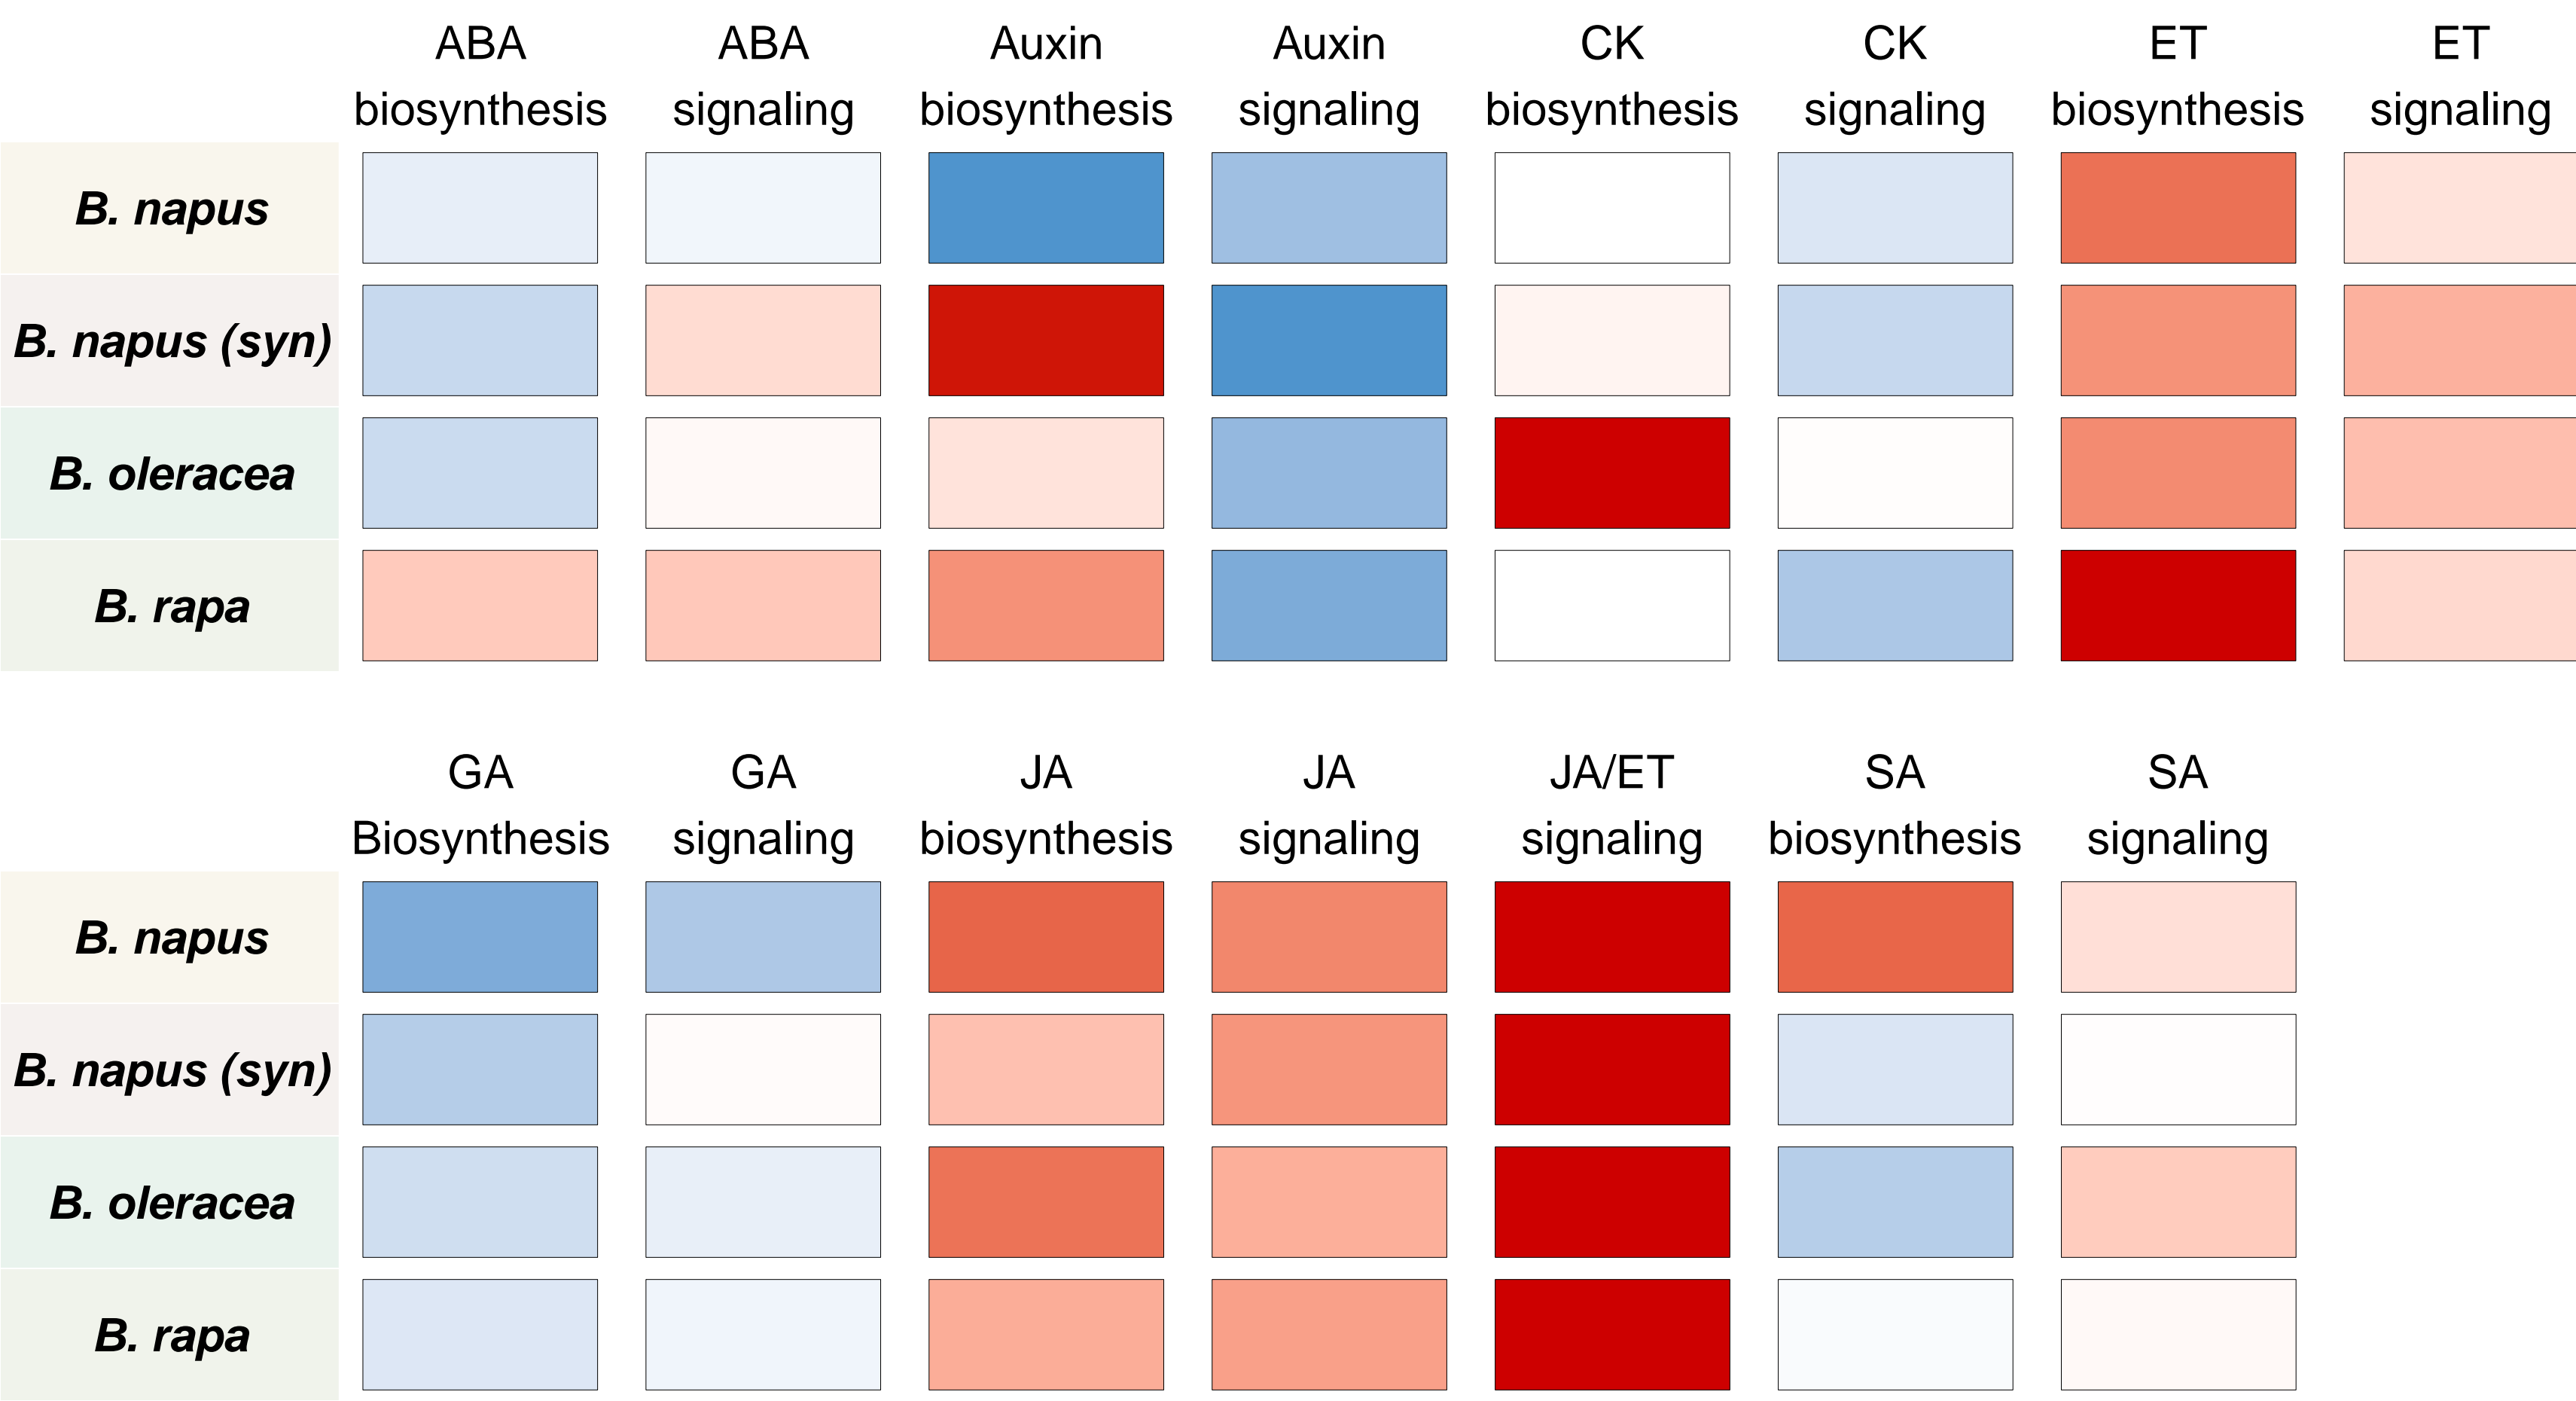 ABA ABA Auxin Auxin CK CK ET ET
biosynthesis signaling biosynthesis signaling biosynthesis signaling biosynthesis signaling
B. napus
B. napus (syn)
B. oleracea
B. rapa
GA GA JA JA JA/ET SA SA
Biosynthesis signaling biosynthesis signaling signaling biosynthesis signaling
B. napus
B. napus (syn)
B. oleracea
B. rapa